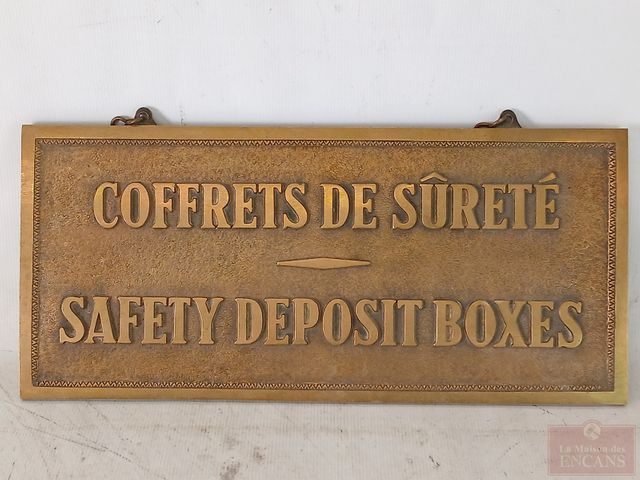 COFFRETS DE SÛRETÉ
SAFETY DEPOSIT BOXES
La Maison des
ENCANS